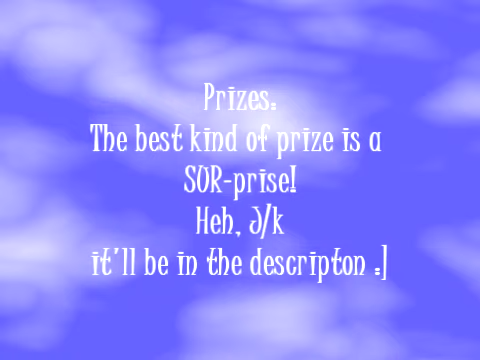 Prizes:
The best kind of prize is a
SUR-prise!
Heh, J/k
it'll be in the descripton :]